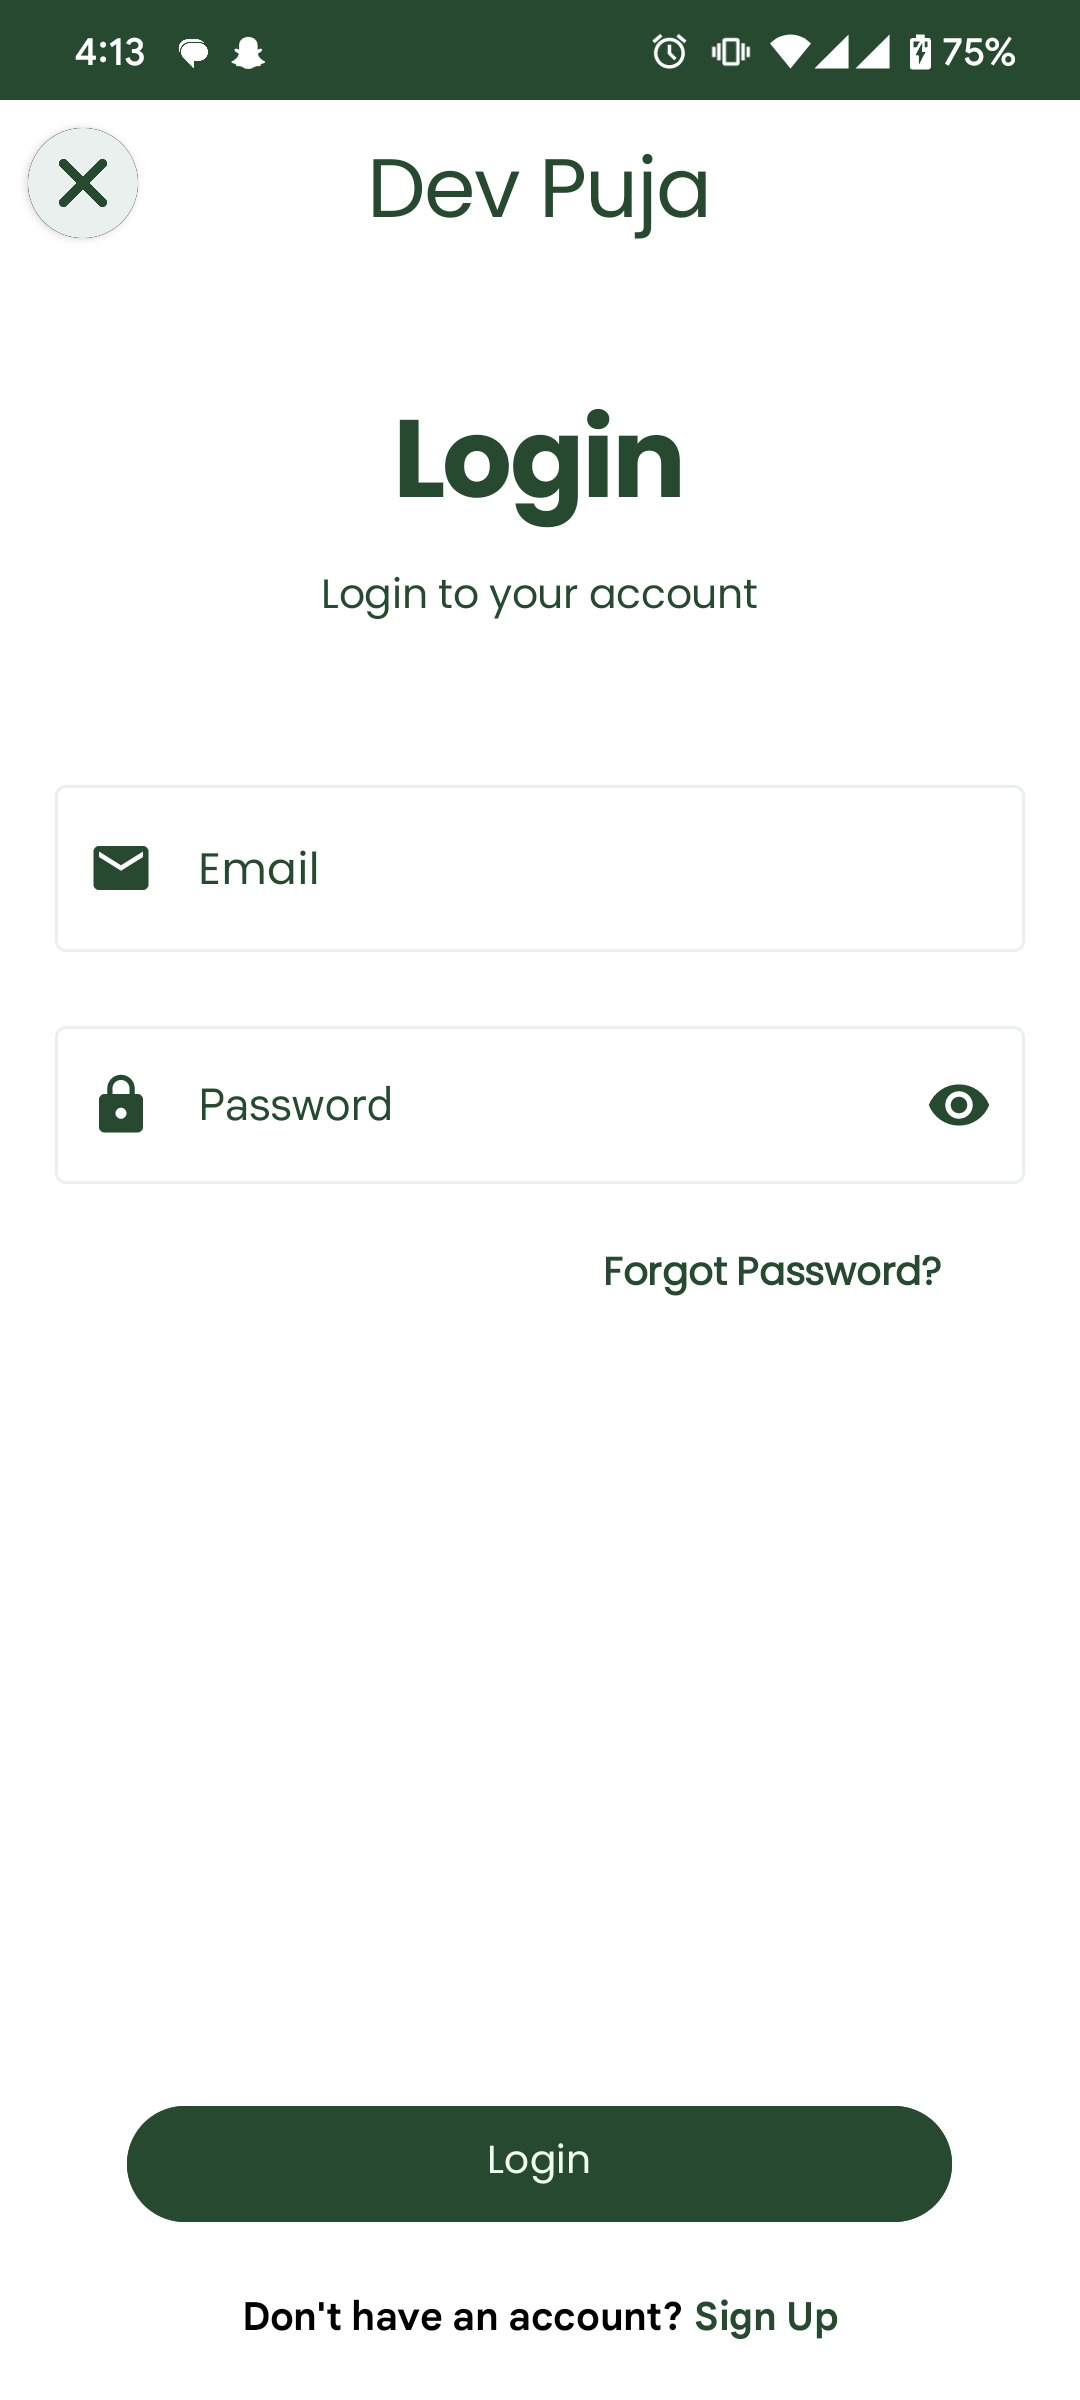 4:13 75%
Dev Puja
Login
Login to your account
Email
Password
Forgot Password?
Login
Don't have an account? Sign Up